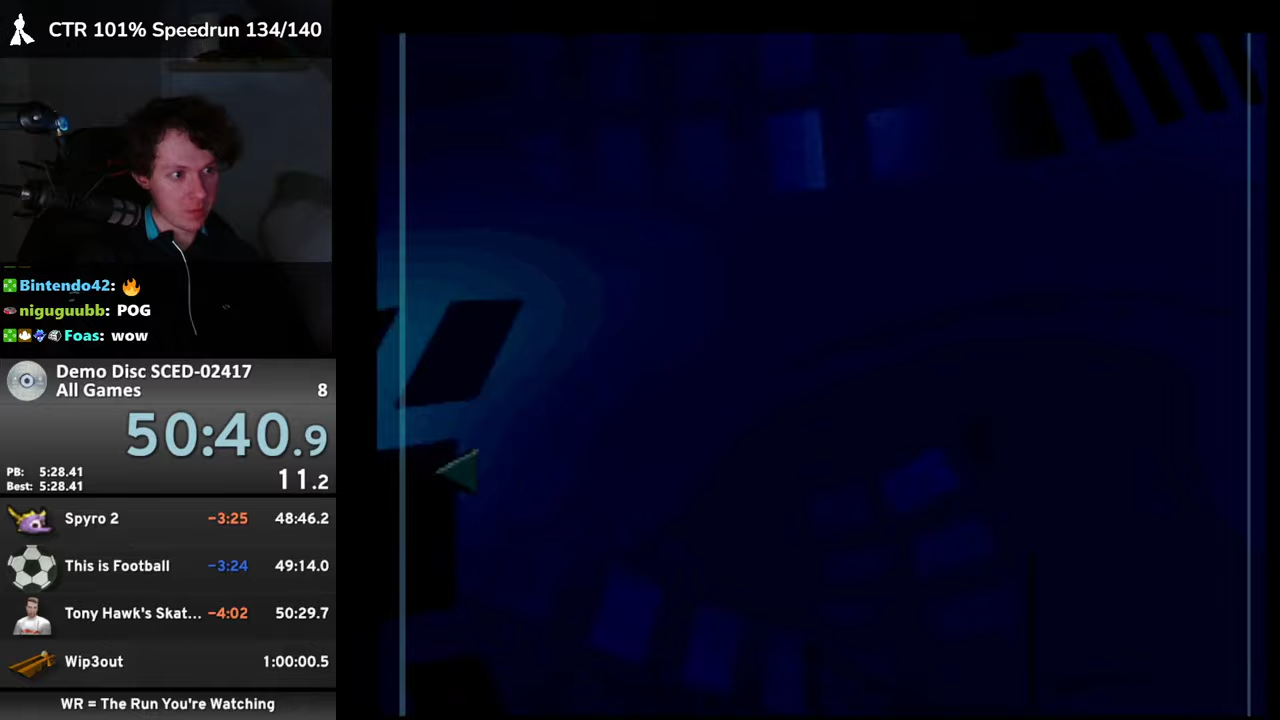 CTR 101% Speedrun 134/140
Bintendo42:
niguguubb: POG
Foas: wow
Demo Disc SCED-02417
All Games 8
50:40.9
PB: 5:28.41
Best: 5:28.41
11.2
Spyro 2 -3:25 48:46.2
This is Football -3:24 49:14.0
Tony Hawk's Skat... -4:02 50:29.7
Wip3out 1:00:00.5
WR = The Run You're Watching